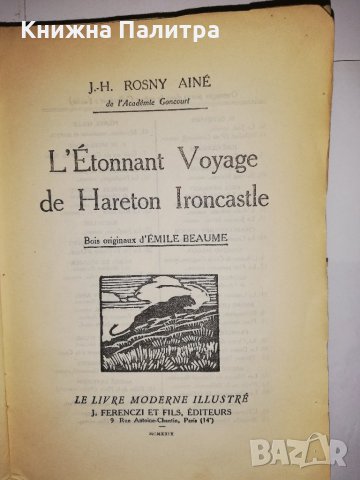 Книжна Палитра
J.-H. ROSNY AINÉ
de l'Académie Goncourt
L'Étonnant Voyage
de Hareton Ironcastle
Bois originaux d'ÉMILE BEAUME
LE LIVRE MODERNE ILLUSTRÉ
J. FERENCZI ET FILS, ÉDITEURS
9 Rue Antoine-Chantin, Paris (14ᵉ)
MCMXXIX
BAZAR